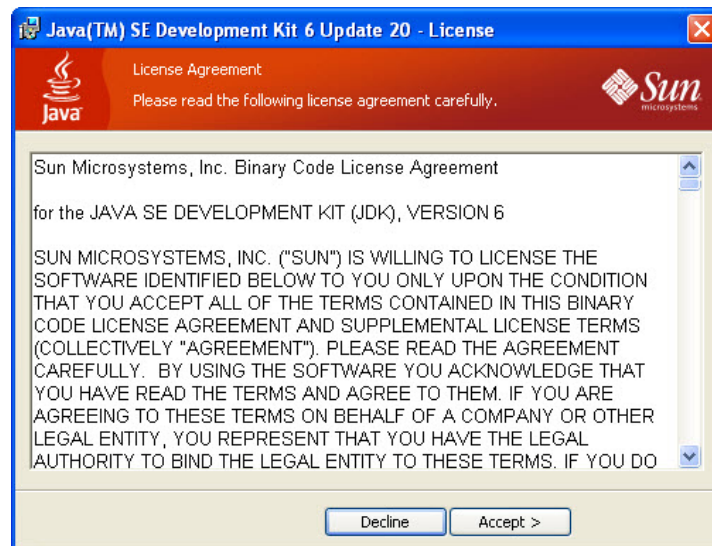 Java(TM) SE Development Kit 6 Update 20 - License
License Agreement
Please read the following license agreement carefully.
Java
Sun
microsystems
Sun Microsystems, Inc. Binary Code License Agreement
for the JAVA SE DEVELOPMENT KIT (JDK), VERSION 6
SUN MICROSYSTEMS, INC. ("SUN") IS WILLING TO LICENSE THE
SOFTWARE IDENTIFIED BELOW TO YOU ONLY UPON THE CONDITION
THAT YOU ACCEPT ALL OF THE TERMS CONTAINED IN THIS BINARY
CODE LICENSE AGREEMENT AND SUPPLEMENTAL LICENSE TERMS
(COLLECTIVELY "AGREEMENT"). PLEASE READ THE AGREEMENT
CAREFULLY.  BY USING THE SOFTWARE YOU ACKNOWLEDGE THAT
YOU HAVE READ THE TERMS AND AGREE TO THEM. IF YOU ARE
AGREEING TO THESE TERMS ON BEHALF OF A COMPANY OR OTHER
LEGAL ENTITY, YOU REPRESENT THAT YOU HAVE THE LEGAL
AUTHORITY TO BIND THE LEGAL ENTITY TO THESE TERMS. IF YOU DO
Decline
Accept >